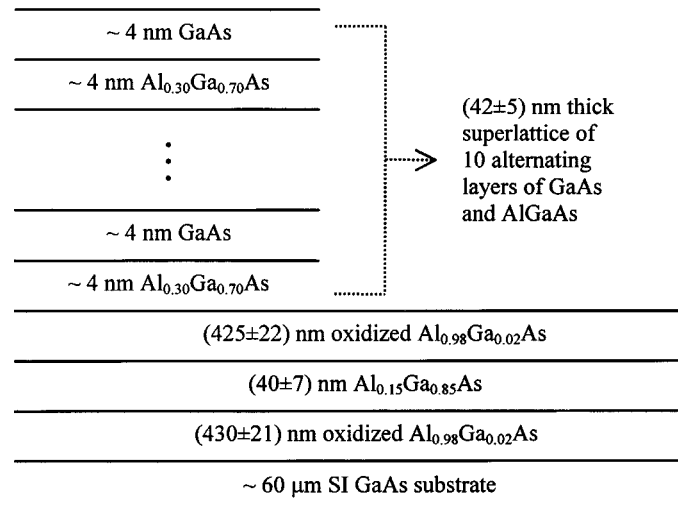 ~ 4 nm GaAs
~ 4 nm Al₀.₃₀Ga₀.₇₀As
(42±5) nm thick
superlattice of
10 alternating
layers of GaAs
and AlGaAs
~ 4 nm GaAs
~ 4 nm Al₀.₃₀Ga₀.₇₀As
(425±22) nm oxidized Al₀.₉₈Ga₀.₀₂As
(40±7) nm Al₀.₁₅Ga₀.₈₅As
(430±21) nm oxidized Al₀.₉₈Ga₀.₀₂As
~ 60 μm SI GaAs substrate